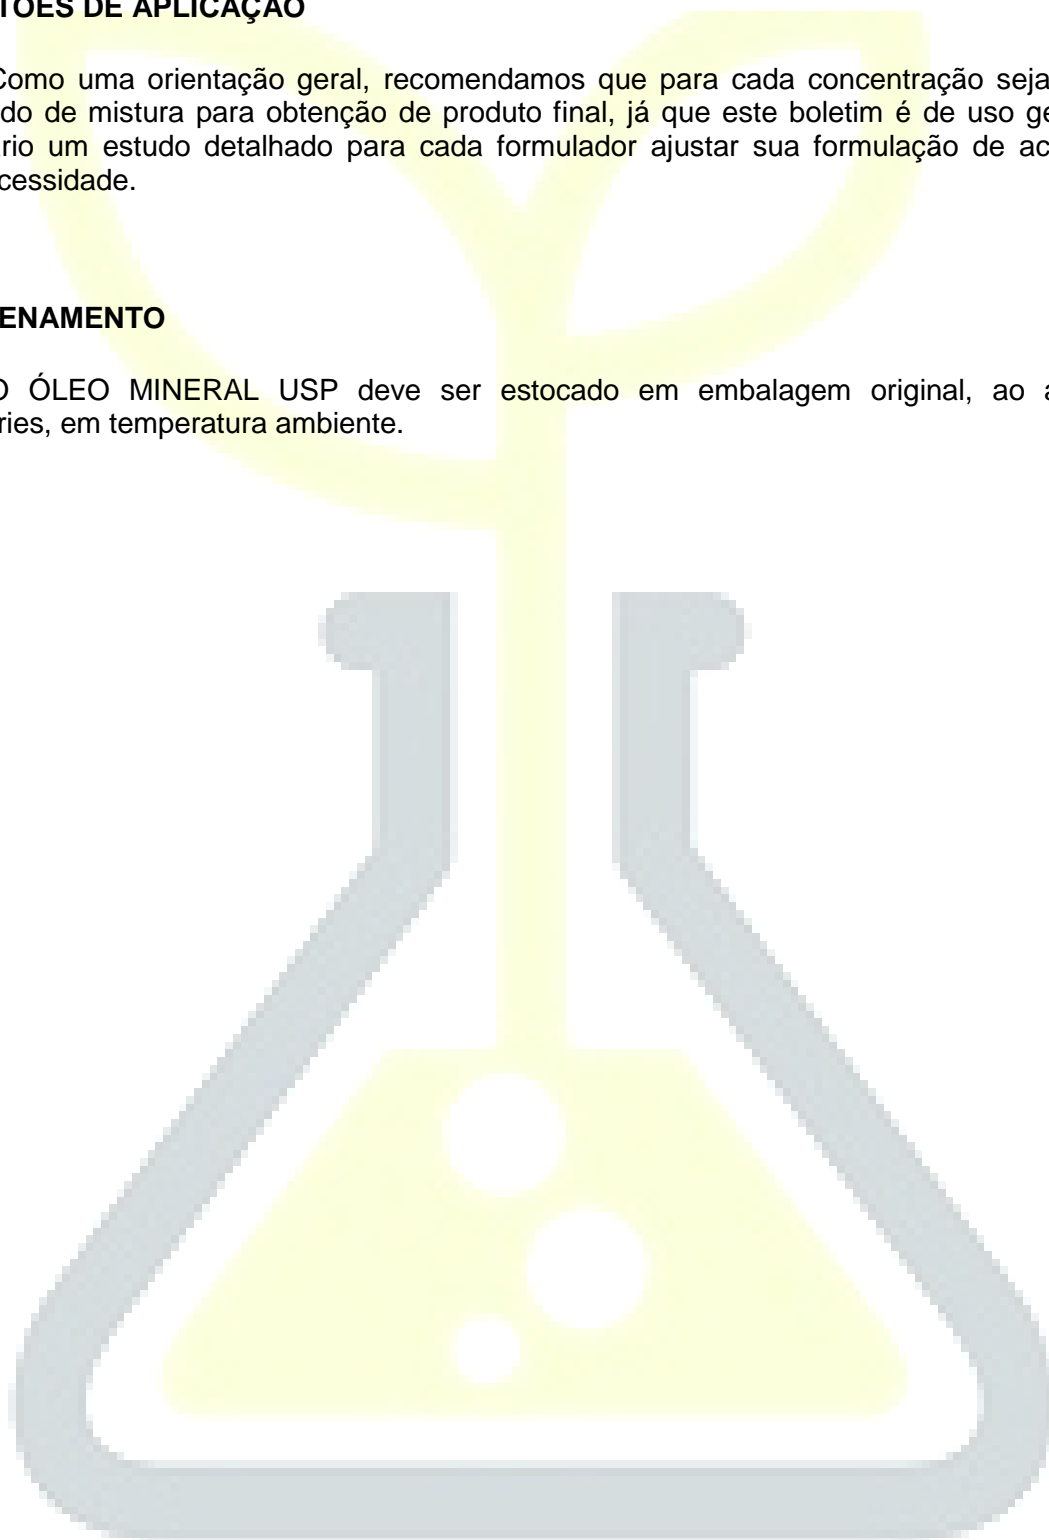 TÕES DE APLICAÇÃO
Como uma orientação geral, recomendamos que para cada concentração seja
do de mistura para obtenção de produto final, já que este boletim é de uso ge
rio um estudo detalhado para cada formulador ajustar sua formulação de ac
cessidade.
ENAMENTO
O ÓLEO MINERAL USP deve ser estocado em embalagem original, ao a
ries, em temperatura ambiente.